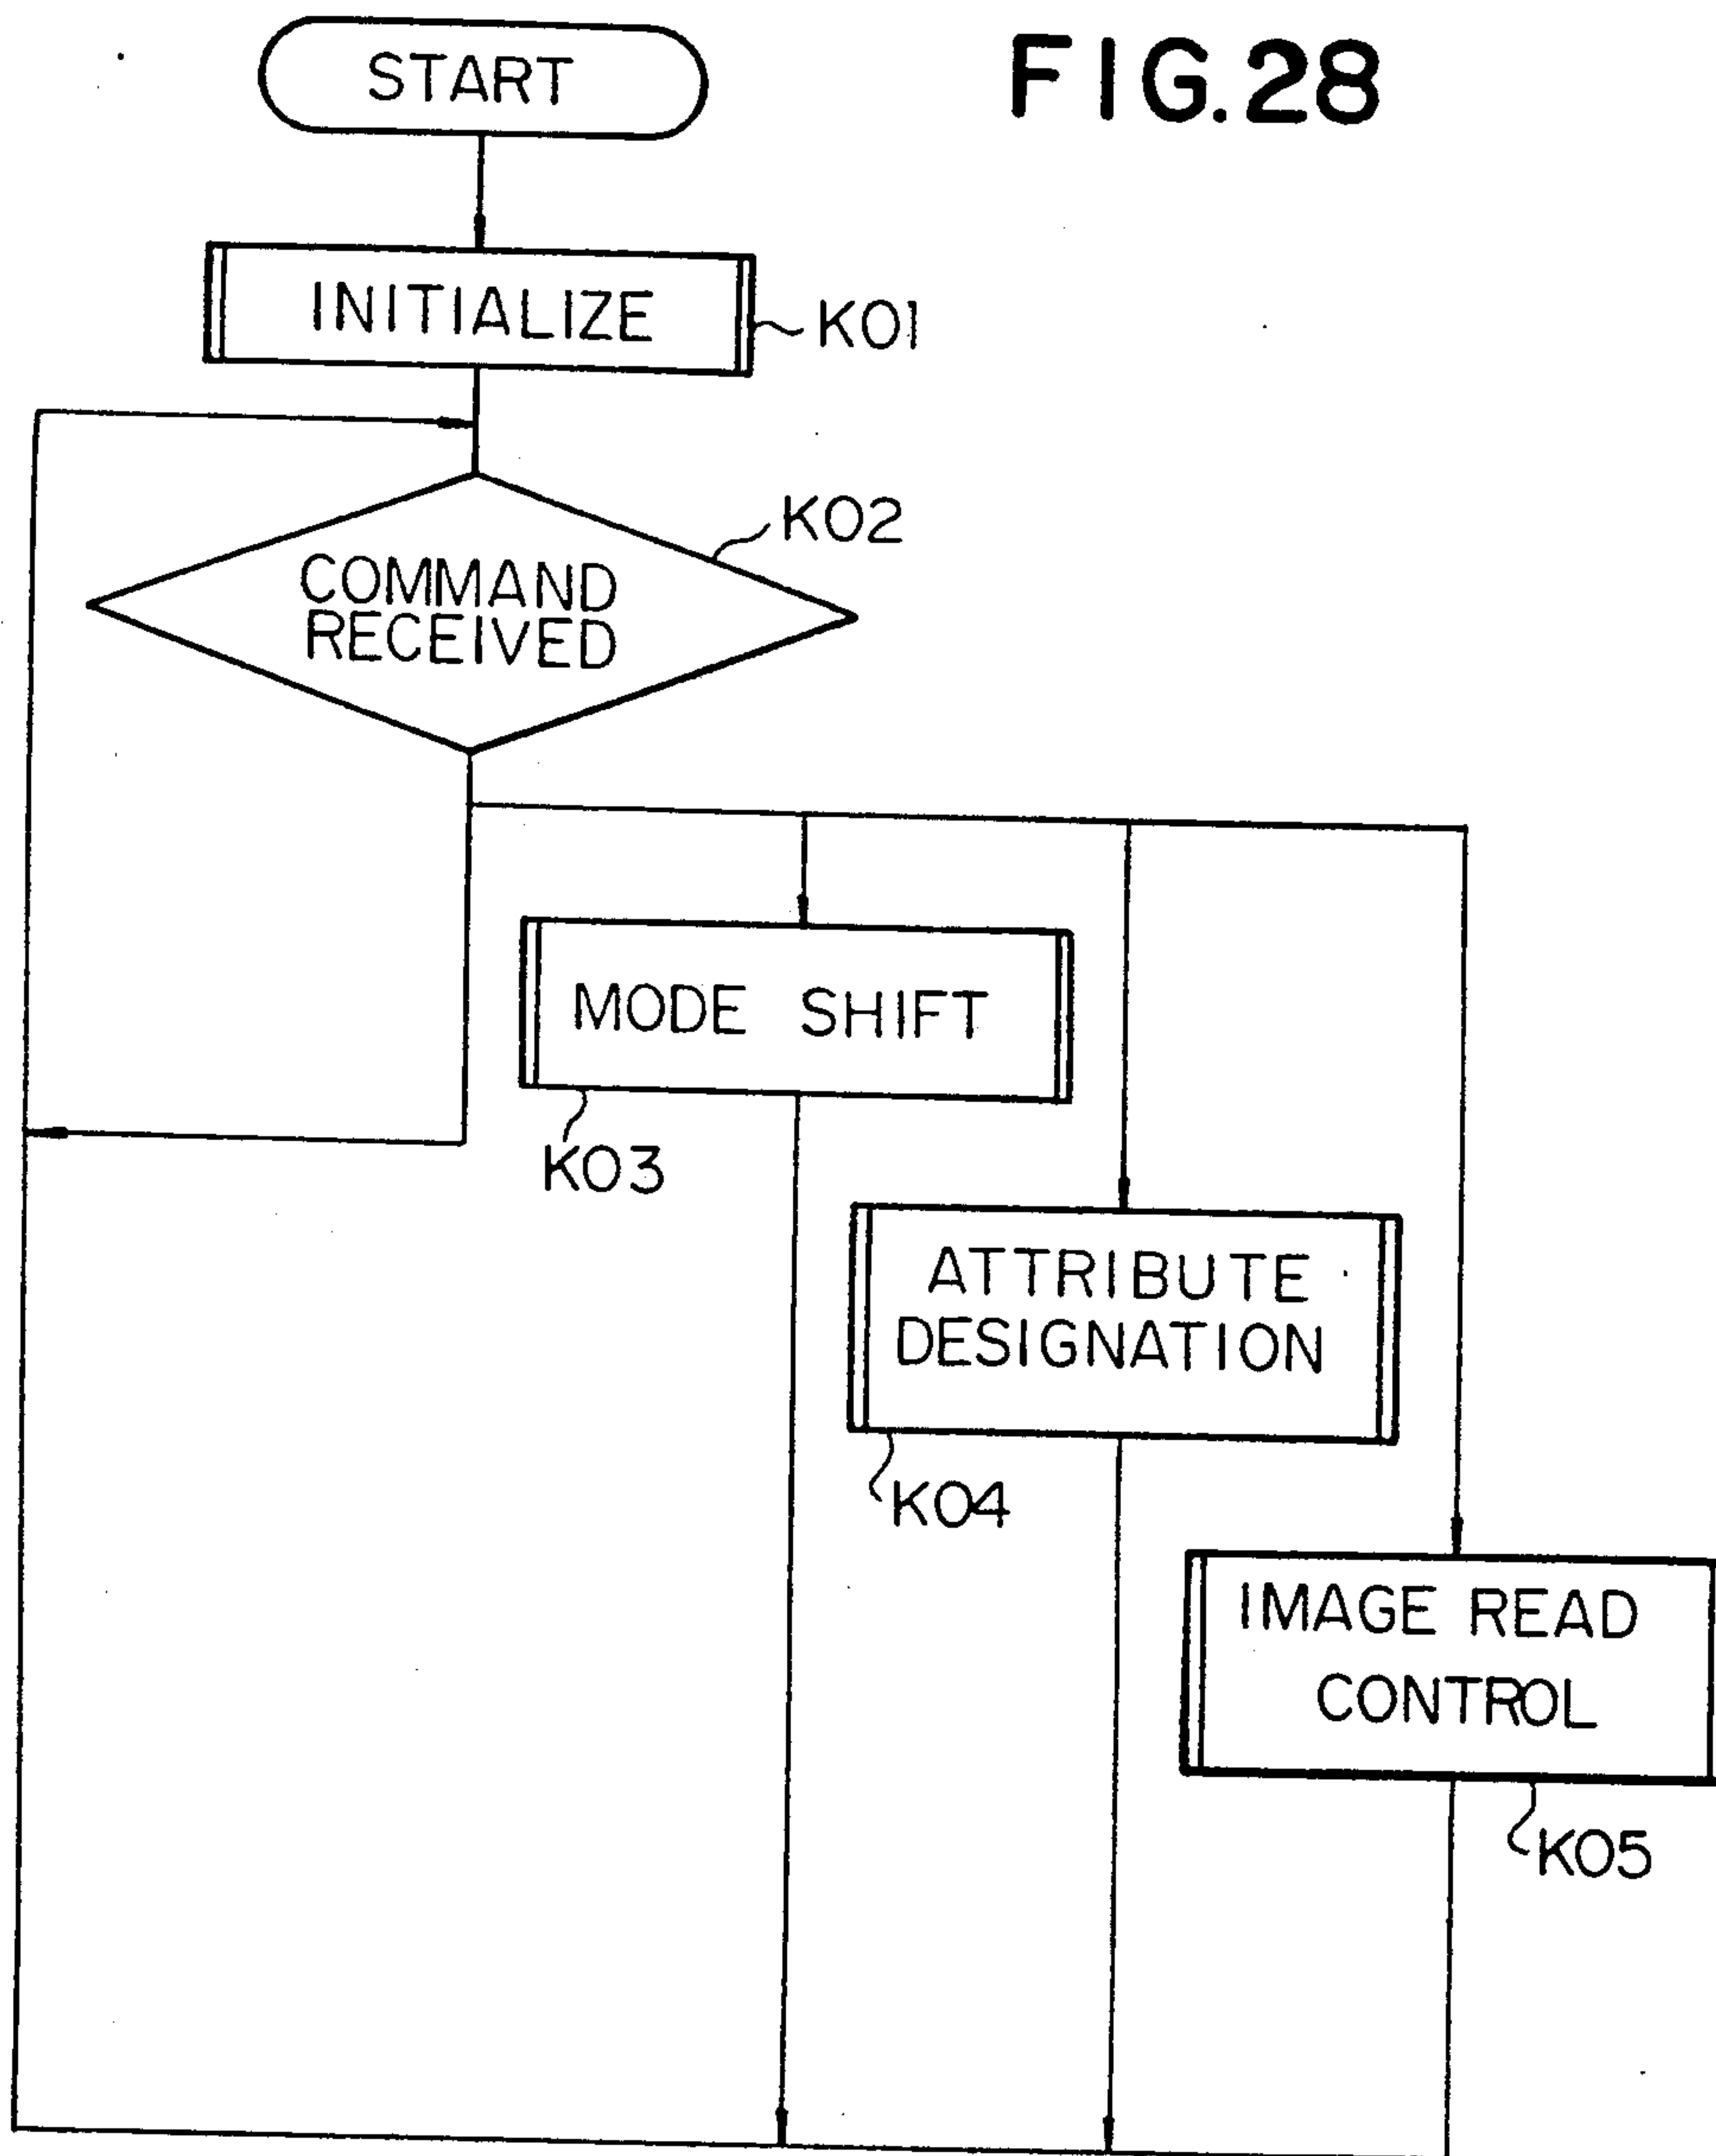 FIG.28
START
INITIALIZE
K01
K02
COMMAND
RECEIVED
MODE SHIFT
K03
ATTRIBUTE
DESIGNATION
K04
IMAGE READ
CONTROL
K05